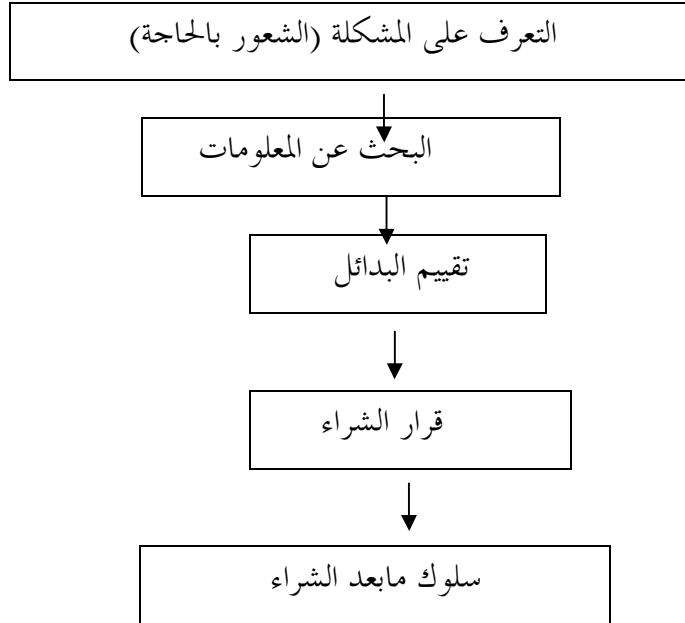 التعرف على المشكلة (الشعور بالحاجة)
البحث عن المعلومات
تقييم البدائل
قرار الشراء
سلوك مابعد الشراء